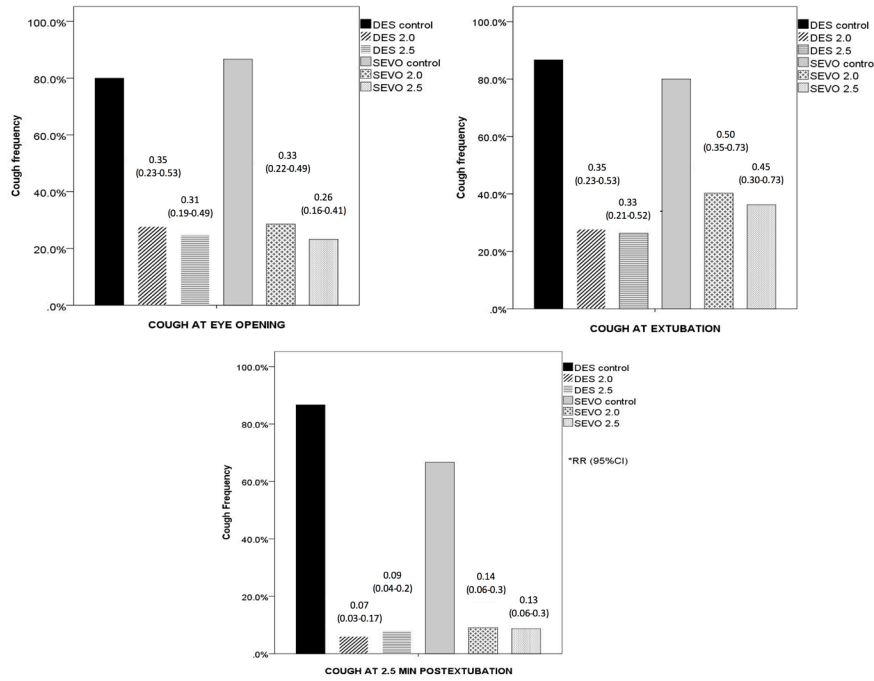 100.0%
80.0%
60.0%
40.0%
20.0%
.0%
Cough frequency
DES control
DES 2.0
DES 2.5
SEVO control
SEVO 2.0
SEVO 2.5
0.35
(0.23-0.53)
0.31
(0.19-0.49)
0.33
(0.22-0.49)
0.26
(0.16-0.41)
COUGH AT EYE OPENING
100.0%
80.0%
60.0%
40.0%
20.0%
.0%
Cough frequency
DES control
DES 2.0
DES 2.5
SEVO contro
SEVO 2.0
SEVO 2.5
0.35
(0.23-0.53)
0.33
(0.21-0.52)
0.50
(0.35-0.73)
0.45
(0.30-0.73)
COUGH AT EXTUBATION
100.0%
80.0%
60.0%
40.0%
20.0%
.0%
Cough Frequency
DES control
DES 2.0
DES 2.5
SEVO control
SEVO 2.0
SEVO 2.5
*RR (95%CI)
0.07
(0.03-0.17)
0.09
(0.04-0.2)
0.14
(0.06-0.3)
0.13
(0.06-0.3)
COUGH AT 2.5 MIN POSTEXTUBATION